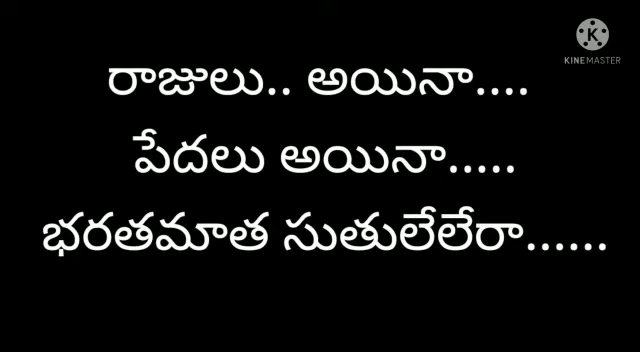 KINEMASTER
రాజులు.. అయినా....
పేదలు అయినా.....
భరతమాత సుతులేలేరా......